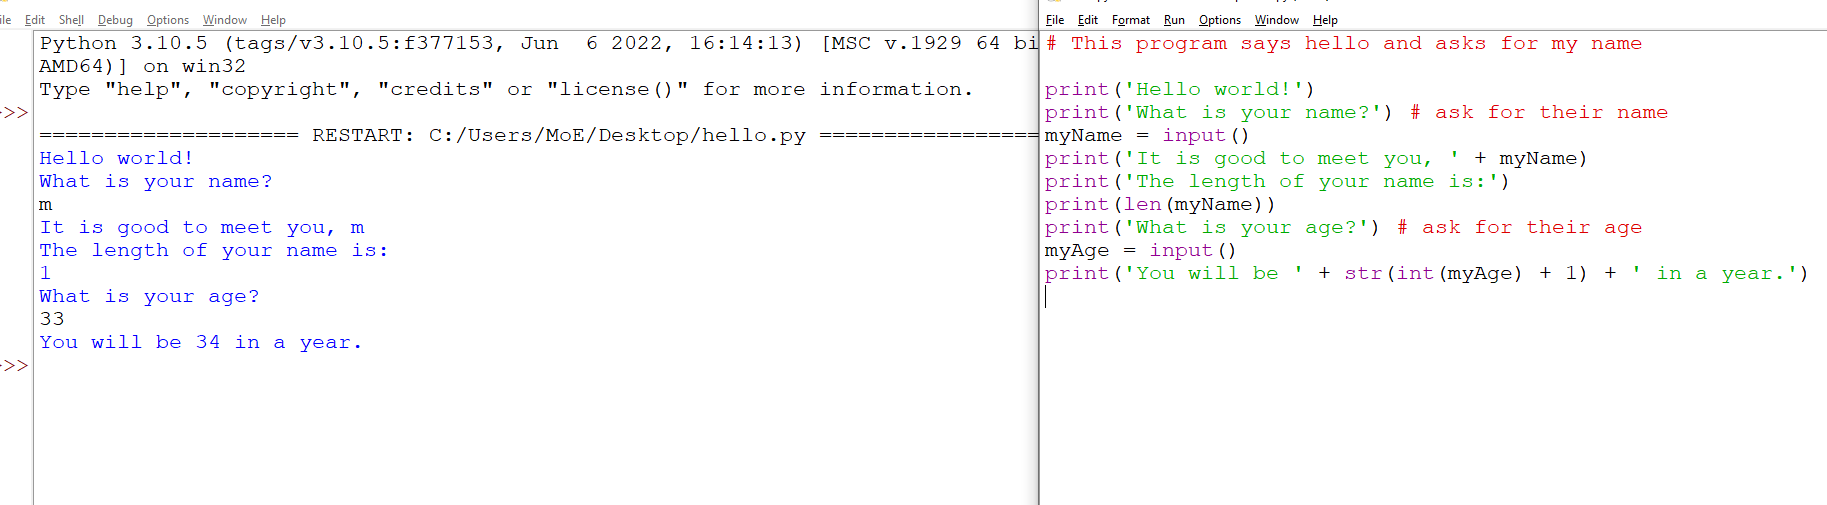 Edit Shell Debug Options Window Help
Python 3.10.5 (tags/v3.10.5:f377153, Jun  6 2022, 16:14:13) [MSC v.1929 64 bi
AMD64)] on win32
Type "help", "copyright", "credits" or "license()" for more information.
>>>
===================== RESTART: C:/Users/MoE/Desktop/hello.py =================
Hello world!
What is your name?
m
It is good to meet you, m
The length of your name is:
1
What is your age?
33
You will be 34 in a year.
>>>
File Edit Format Run Options Window Help
# This program says hello and asks for my name
print('Hello world!')
print('What is your name?') # ask for their name
myName = input()
print('It is good to meet you, ' + myName)
print('The length of your name is:')
print(len(myName))
print('What is your age?') # ask for their age
myAge = input()
print('You will be ' + str(int(myAge) + 1) + ' in a year.')